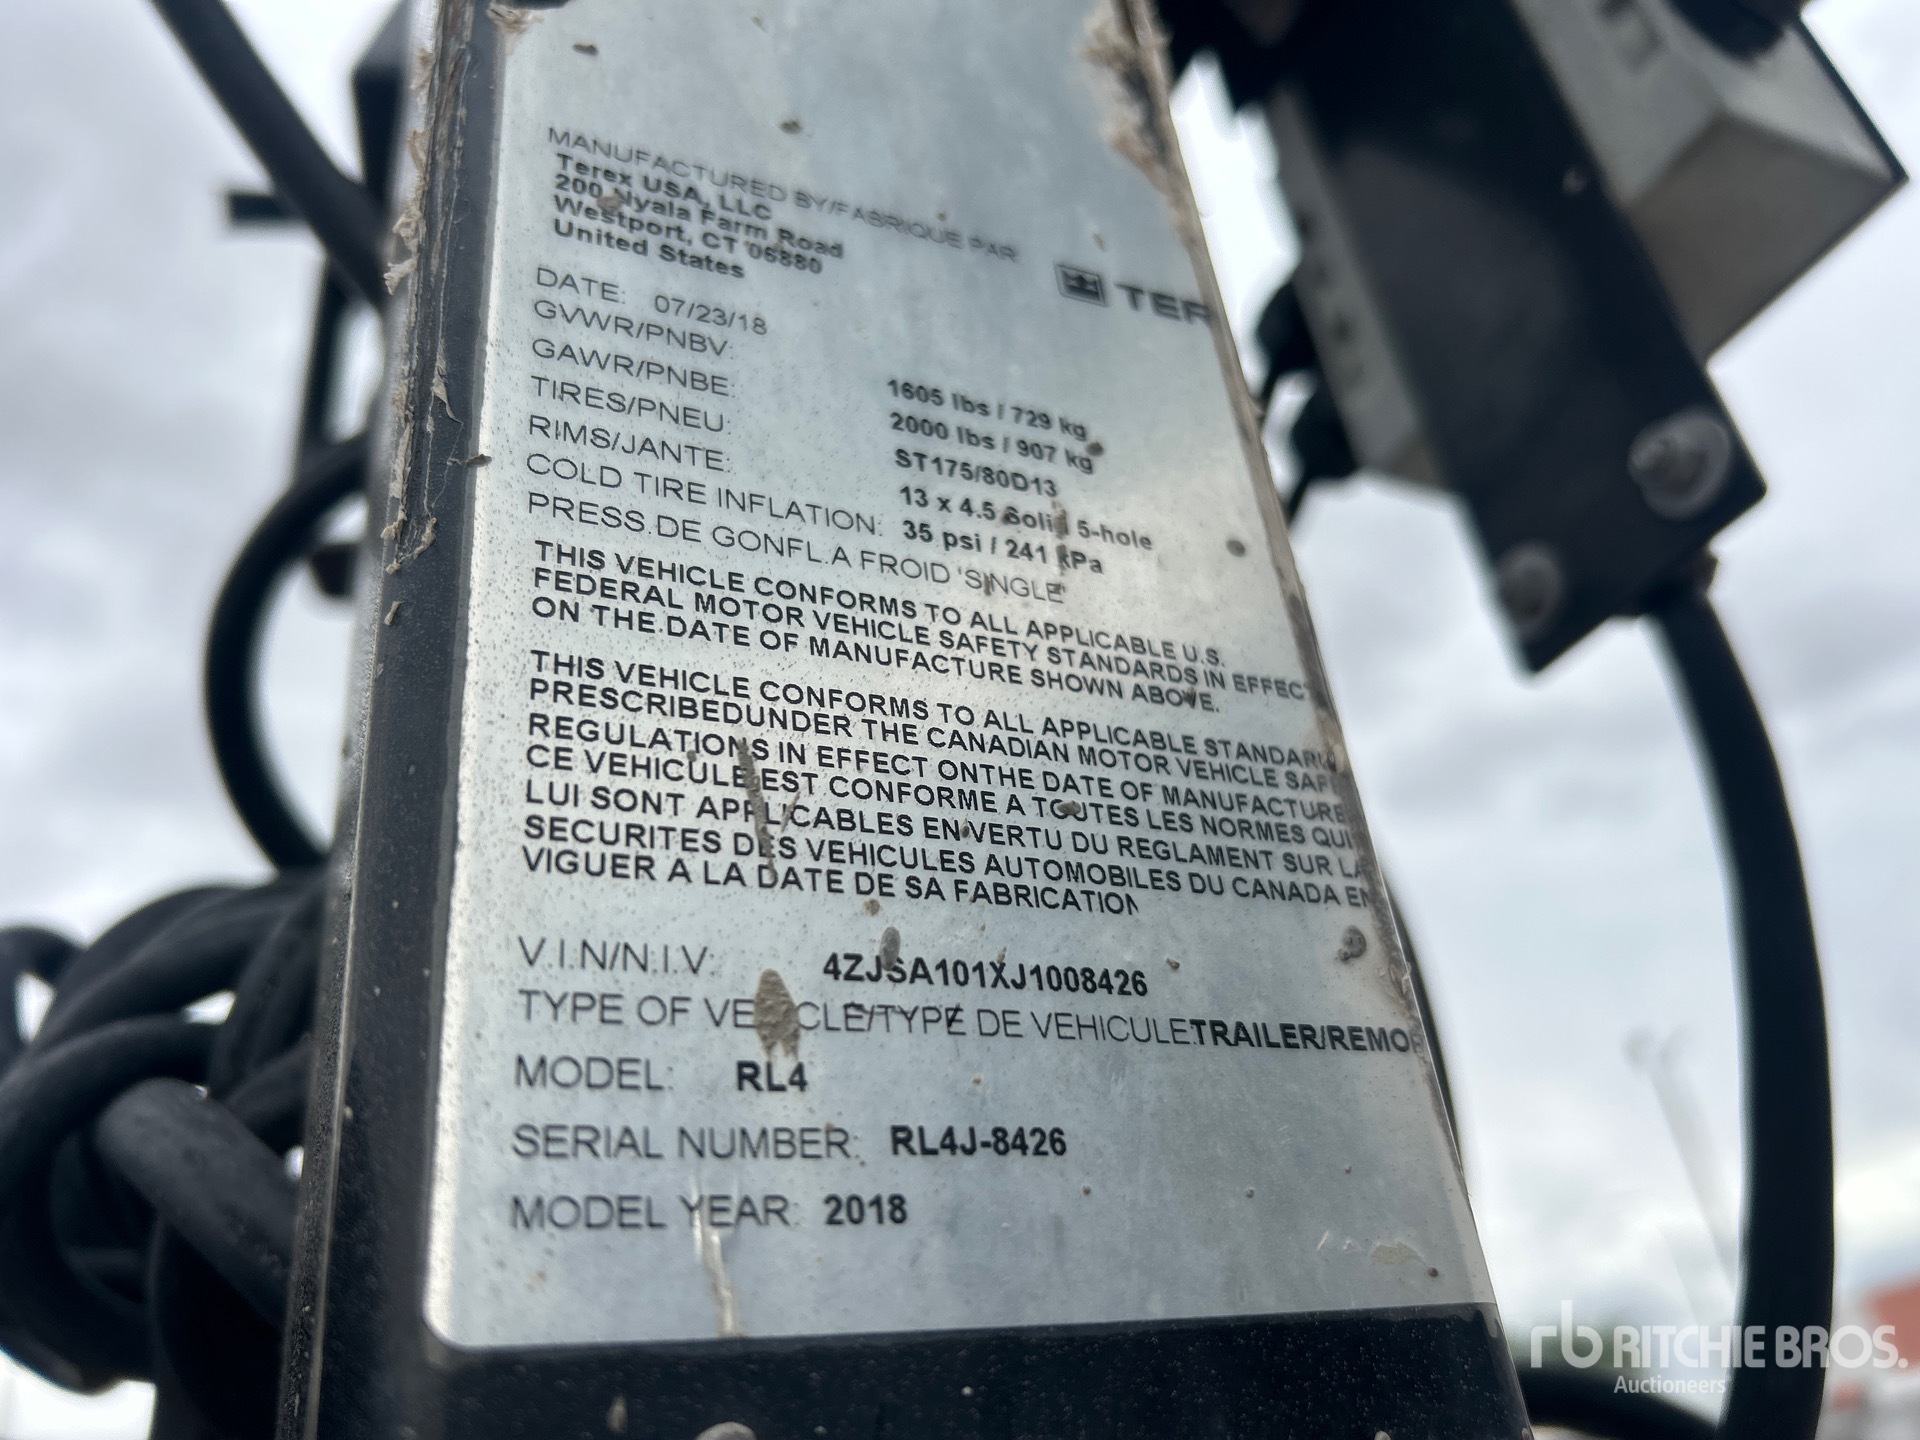 MANUFACTURED BY/FABRIQUE PAR
Terex USA, LLC
200 Nyala Farm Road
Westport, CT 06880
United States
TER
DATE: 07/23/18
GVWR/PNBV: 1605 lbs / 729 kg
GAWR/PNBE: 2000 lbs / 907 kg
TIRES/PNEU: ST175/80D13
RIMS/JANTE: 13 x 4.5 Solid 5-hole
COLD TIRE INFLATION: 35 psi / 241 kPa
PRESS.DE GONFL.A FROID 'SINGLE'
THIS VEHICLE CONFORMS TO ALL APPLICABLE U.S.
FEDERAL MOTOR VEHICLE SAFETY STANDARDS IN EFFECT
ON THE.DATE OF MANUFACTURE SHOWN ABOVE.
THIS VEHICLE CONFORMS TO ALL APPLICABLE STANDARD
PRESCRIBEDUNDER THE CANADIAN MOTOR VEHICLE SAF
REGULATIONS IN EFFECT ONTHE DATE OF MANUFACTURE
CE VEHICULE EST CONFORME A TOUTES LES NORMES QUI
LUI SONT APPLICABLES EN VERTU DU REGLAMENT SUR LA
SECURITES DES VEHICULES AUTOMOBILES DU CANADA EN
VIGUER A LA DATE DE SA FABRICATION
V.I.N/N.I.V: 4ZJSA101XJ1008426
TYPE OF VEHICLE/TYPE DE VEHICULE:TRAILER/REMOR
MODEL: RL4
SERIAL NUMBER: RL4J-8426
MODEL YEAR: 2018
rb RITCHIE BROS.
Auctioneers